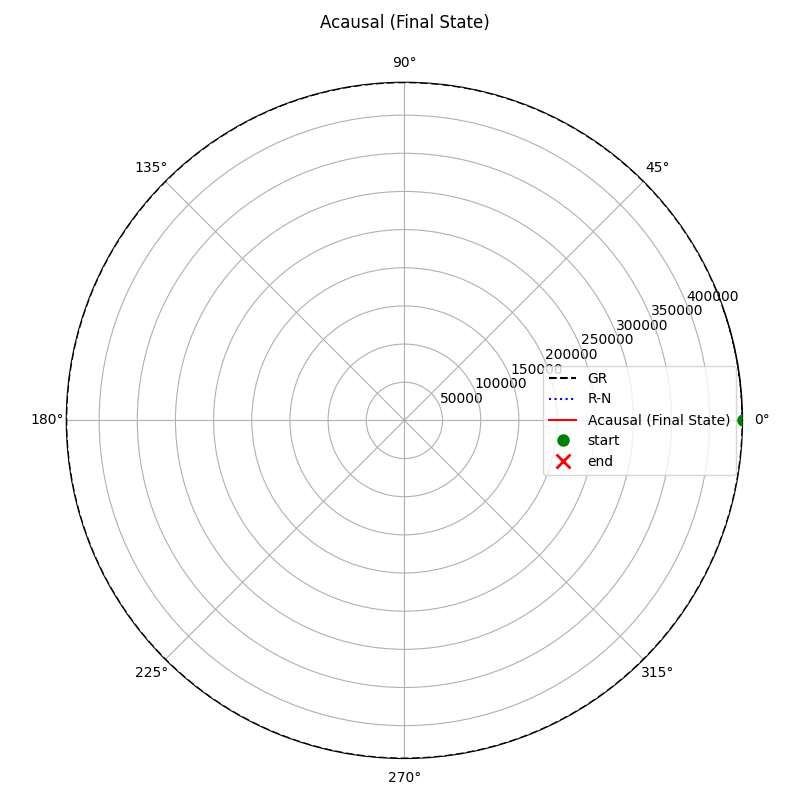 Acausal (Final State)
90°
135°
45°
400000
350000
300000
250000
200000
150000
100000
50000
GR
R-N
Acausal (Final State)
start
end
180°
0°
225°
315°
270°